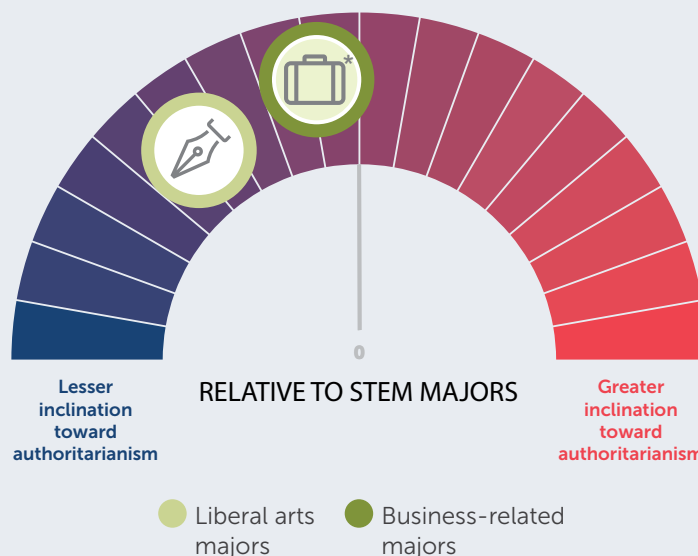 *
0
RELATIVE TO STEM MAJORS
Lesser
inclination
toward
authoritarianism
Greater
inclination
toward
authoritarianism
Liberal arts
majors
Business-related
majors